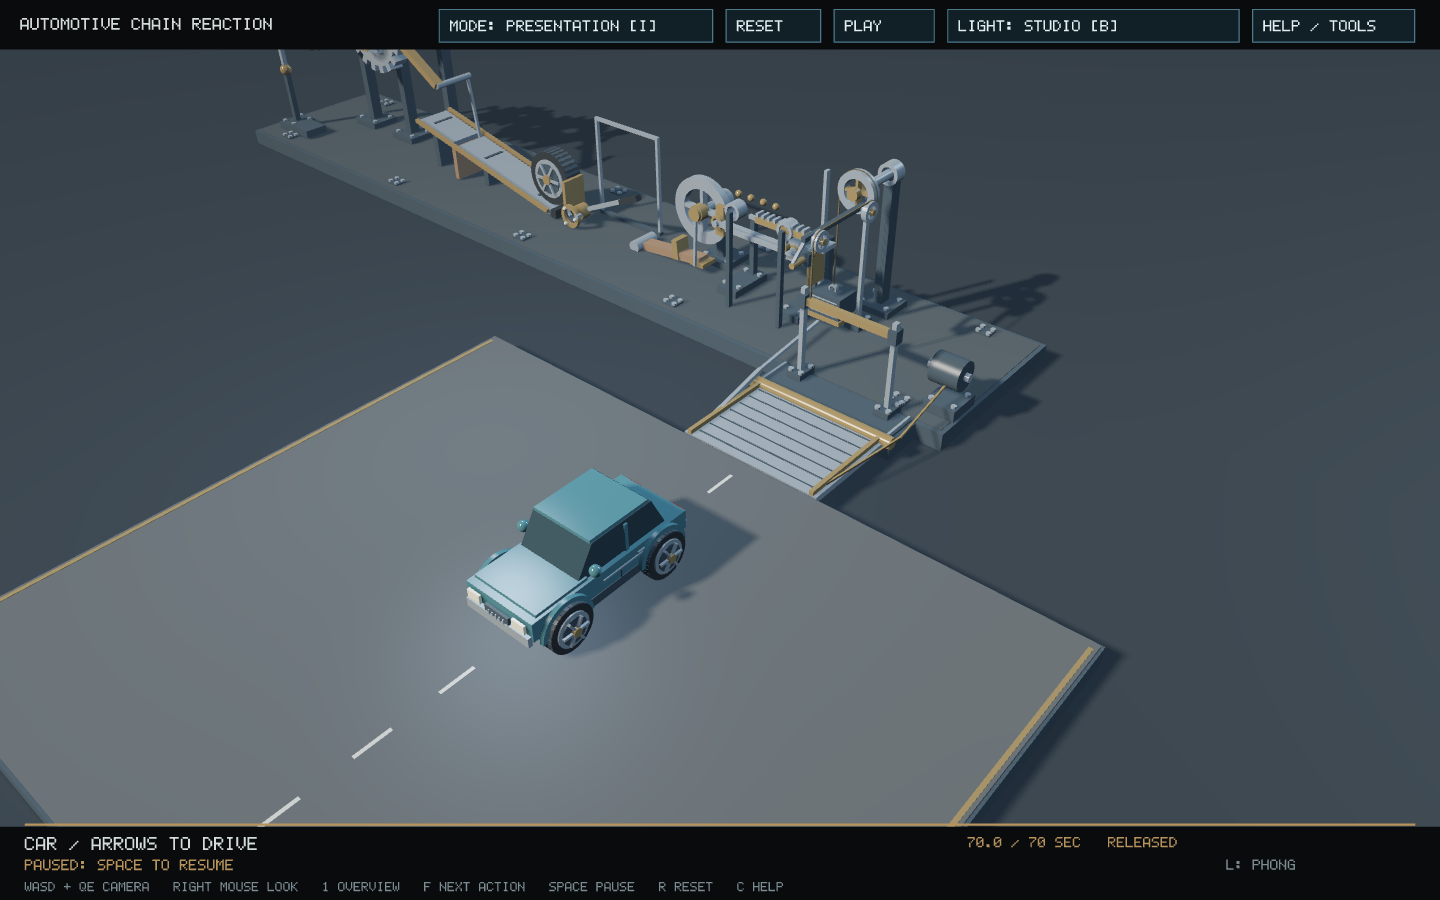 AUTOMOTIVE CHAIN REACTION
MODE: PRESENTATION [I]
RESET
PLAY
LIGHT: STUDIO [B]
HELP / TOOLS
CAR / ARROWS TO DRIVE
70.0 / 70 SEC RELEASED
PAUSED: SPACE TO RESUME
L: PHONG
WASD + QE CAMERA RIGHT MOUSE LOOK 1 OVERVIEW F NEXT ACTION SPACE PAUSE R RESET C HELP